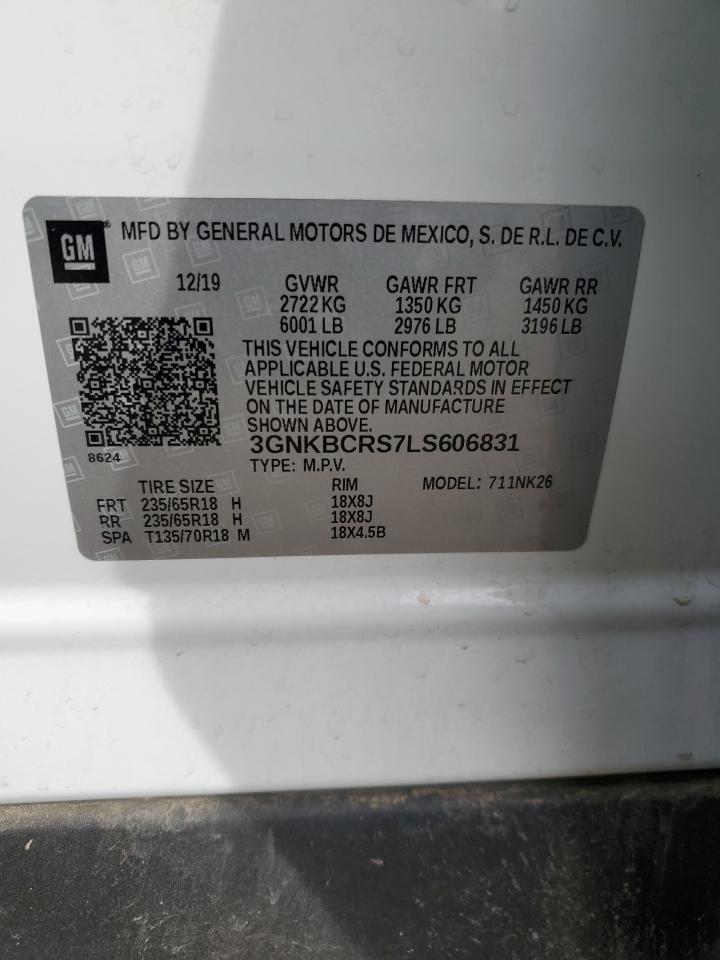 GM® MFD BY GENERAL MOTORS DE MEXICO, S. DE R.L. DE C.V.
12/19 GVWR GAWR FRT GAWR RR
2722 KG 1350 KG 1450 KG
6001 LB 2976 LB 3196 LB
THIS VEHICLE CONFORMS TO ALL
APPLICABLE U.S. FEDERAL MOTOR
VEHICLE SAFETY STANDARDS IN EFFECT
ON THE DATE OF MANUFACTURE
SHOWN ABOVE.
8624
3GNKBCRS7LS606831
TYPE: M.P.V.
TIRE SIZE RIM MODEL: 711NK26
FRT 235/65R18 H 18X8J
RR 235/65R18 H 18X8J
SPA T135/70R18 M 18X4.5B